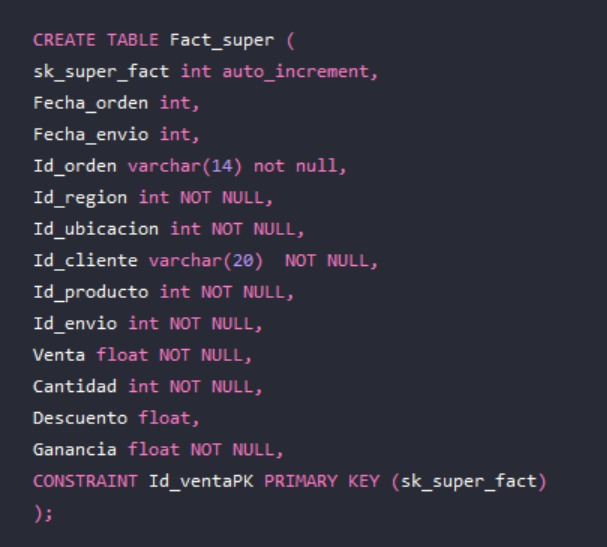 CREATE TABLE Fact_super (
sk_super_fact int auto_increment,
Fecha_orden int,
Fecha_envio int,
Id_orden varchar(14) not null,
Id_region int NOT NULL,
Id_ubicacion int NOT NULL,
Id_cliente varchar(20)  NOT NULL,
Id_producto int NOT NULL,
Id_envio int NOT NULL,
Venta float NOT NULL,
Cantidad int NOT NULL,
Descuento float,
Ganancia float NOT NULL,
CONSTRAINT Id_ventaPK PRIMARY KEY (sk_super_fact)
);